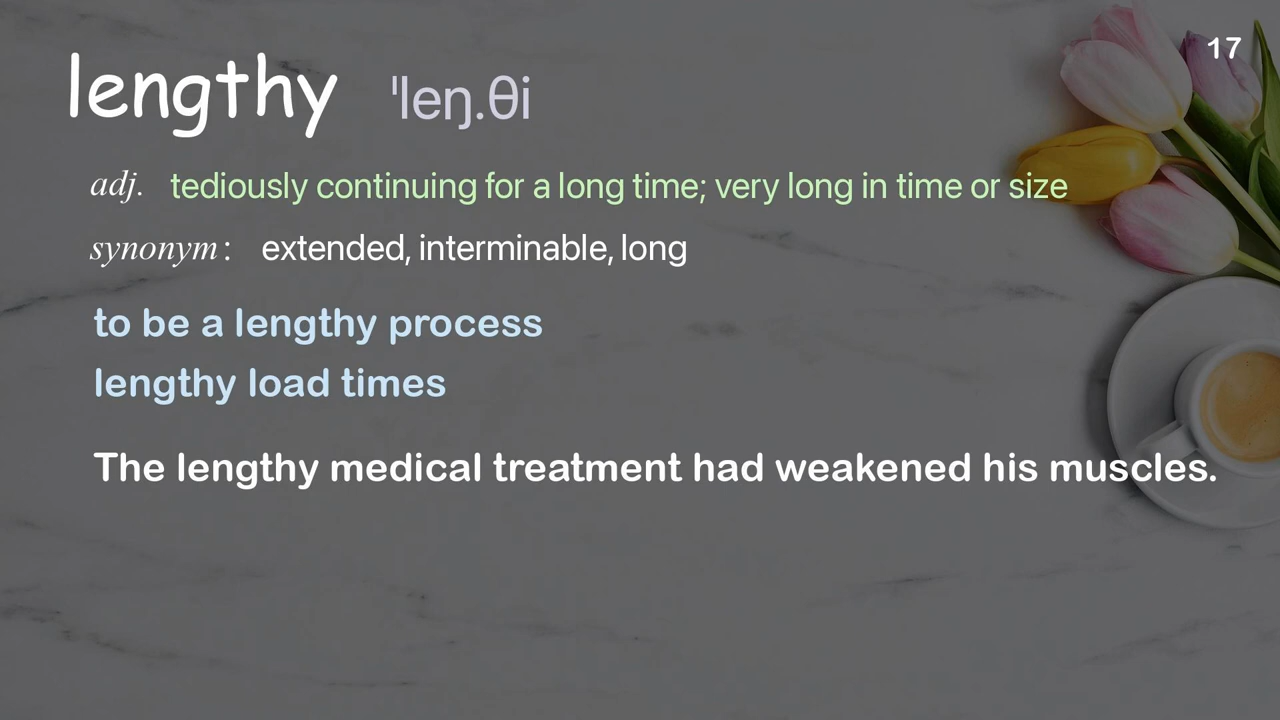 17
lengthy ˈleŋ.θi
adj. tediously continuing for a long time; very long in time or size
synonym: extended, interminable, long
to be a lengthy process
lengthy load times
The lengthy medical treatment had weakened his muscles.